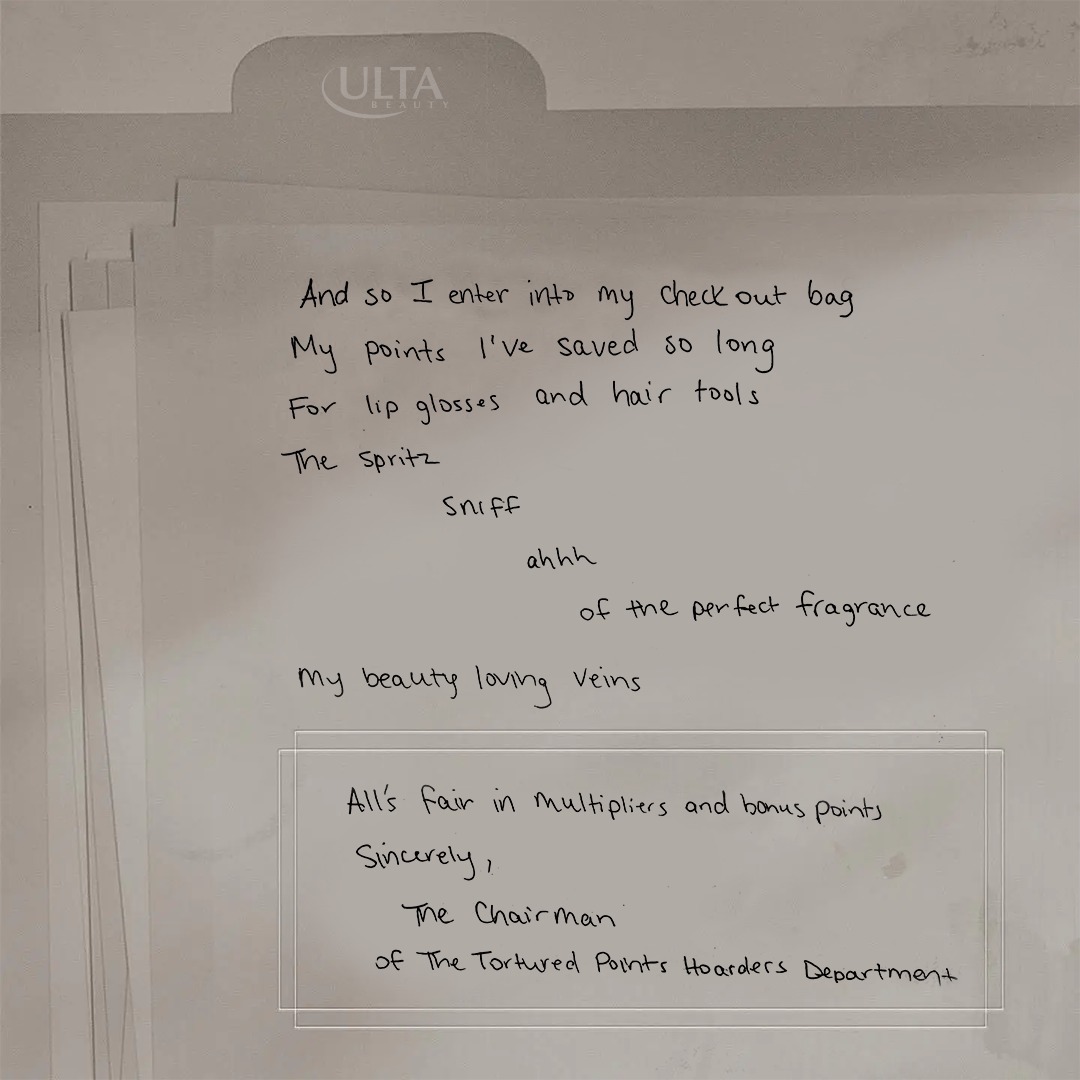 ULTA
BEAUTY
And so I enter into my check out bag
My points I've saved so long
For lip glosses and hair tools
The spritz
sniff
ahhh
of the perfect fragrance
My beauty loving veins
All's fair in multipliers and bonus points
Sincerely,
The Chairman
of The Tortured Points Hoarders Department